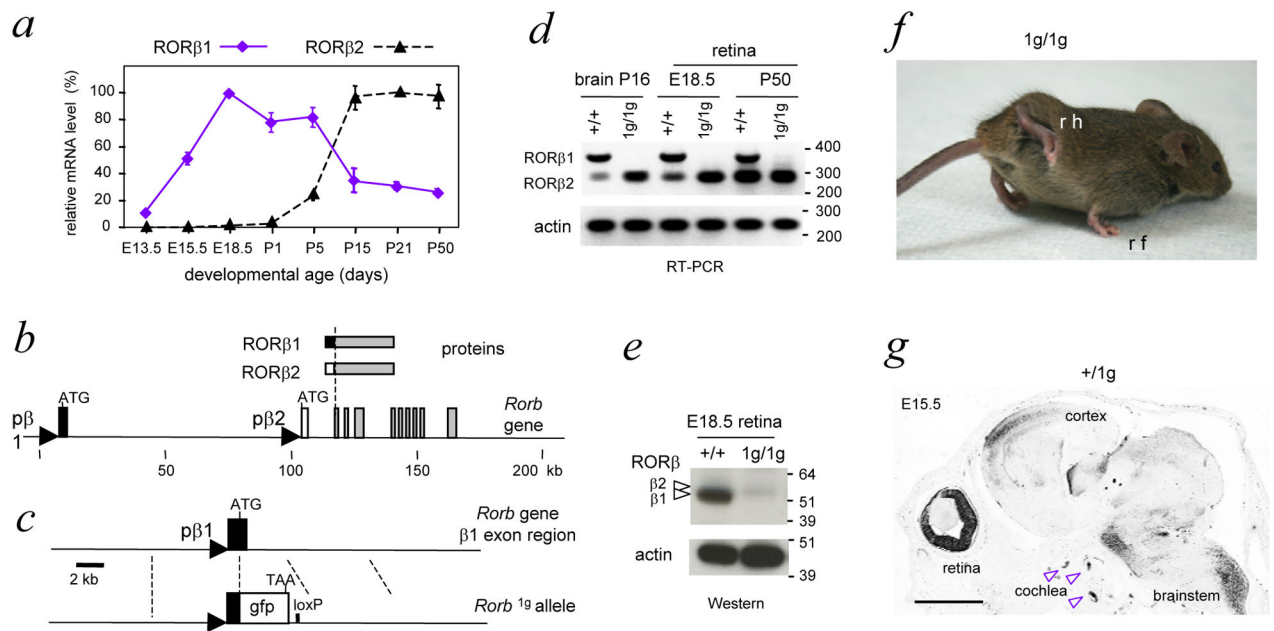 a
RORβ1
RORβ2
relative mRNA level (%)
100
80
60
40
20
0
E13.5 E15.5 E18.5 P1 P5 P15 P21 P50
developmental age (days)
b
RORβ1
RORβ2
proteins
pβ
1
ATG
pβ2
ATG
Rorb
gene
50 100 150 200 kb
c
pβ1
ATG
Rorb gene
β1 exon region
2 kb
TAA
gfp
loxP
Rorb 1g allele
d
retina
brain P16 E18.5 P50
+/+ 1g/1g +/+ 1g/1g +/+ 1g/1g
RORβ1
RORβ2
400
300
200
actin
300
200
RT-PCR
e
E18.5 retina
+/+ 1g/1g
RORβ
β2
β1
64
51
39
actin
51
39
Western
f
1g/1g
r h
r f
g
+/1g
E15.5
cortex
retina
cochlea
brainstem